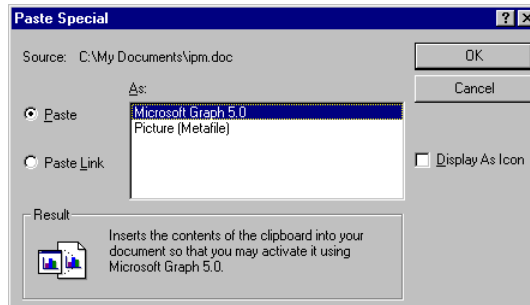 Paste Special
Source: C:\My Documents\ipm.doc
OK
Cancel
As:
Paste
Microsoft Graph 5.0
Picture (Metafile)
Paste Link
Display As Icon
Result
Inserts the contents of the clipboard into your
document so that you may activate it using
Microsoft Graph 5.0.